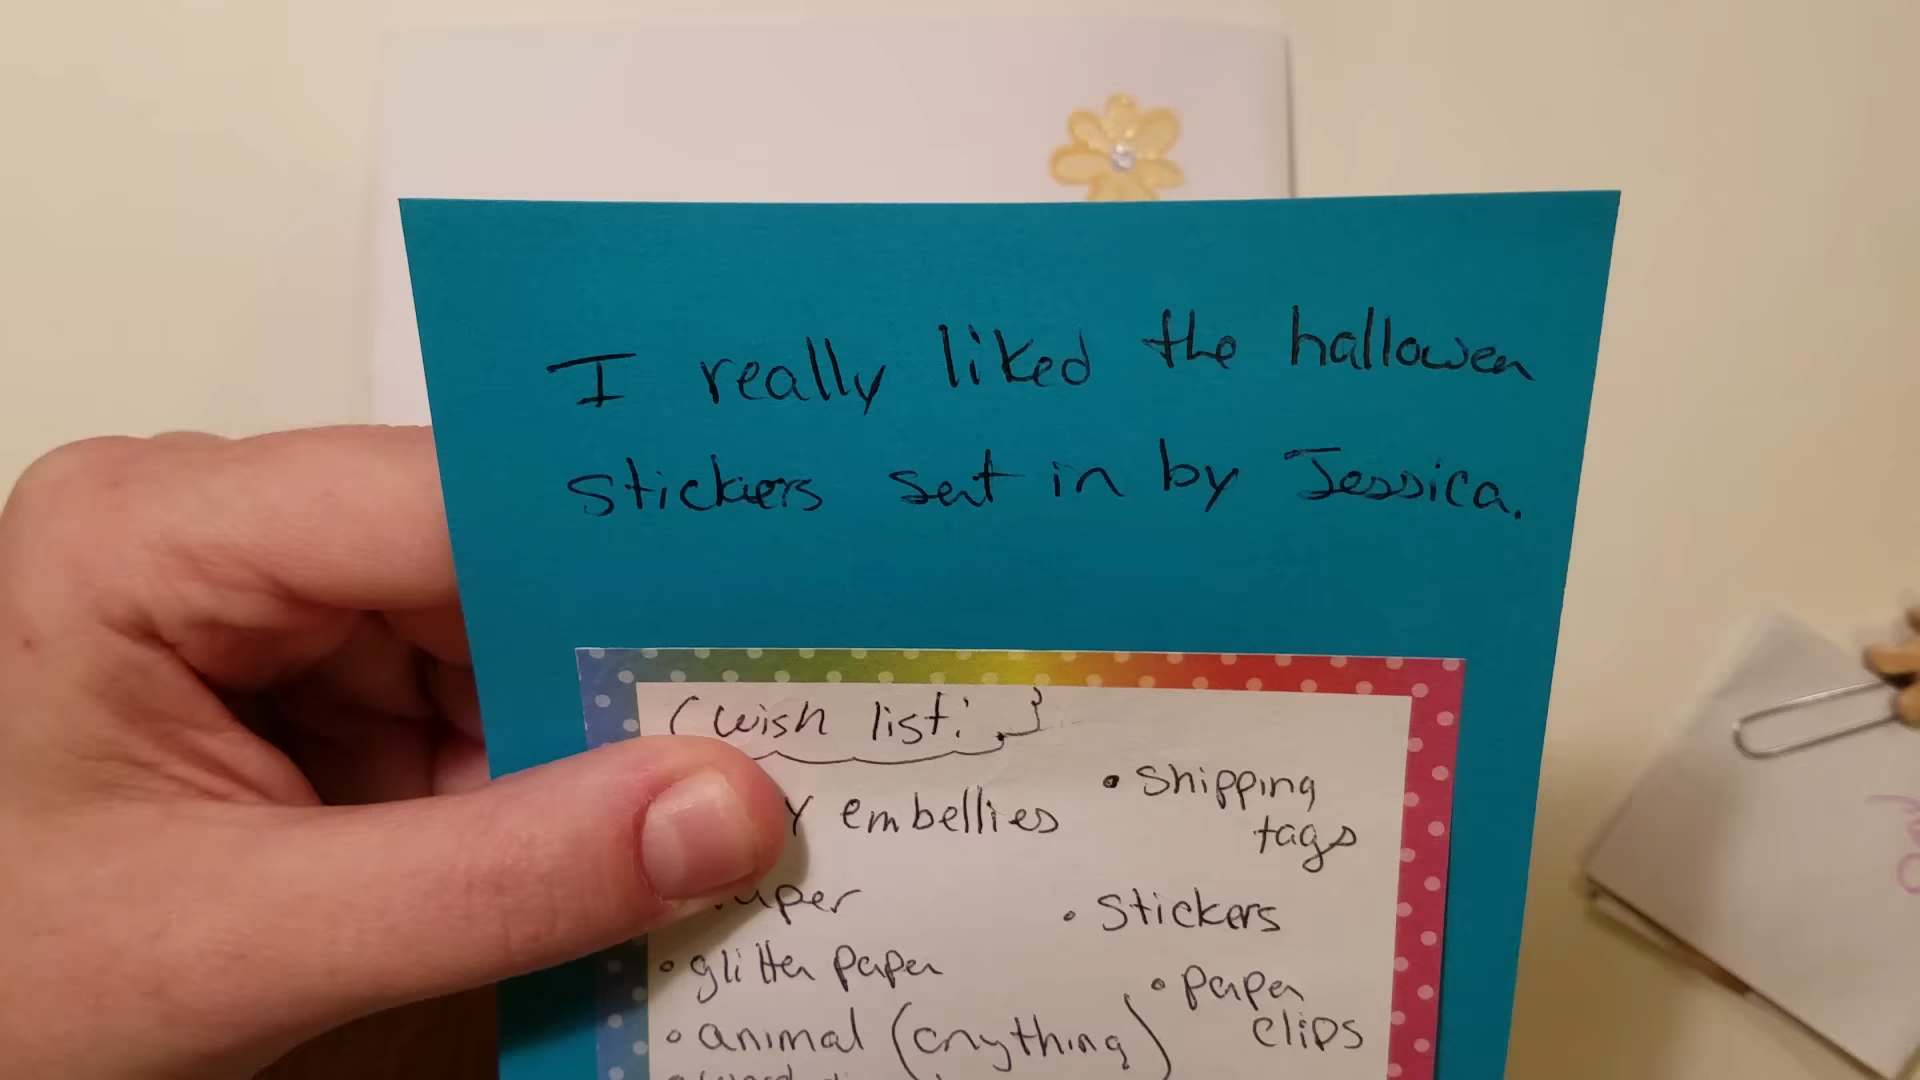 I really liked the hallowen
stickers sent in by Jessica.
(wish list:}
embellies
• shipping
tags
• Stickers
• glitter paper
• paper
clips
• animal (anything)